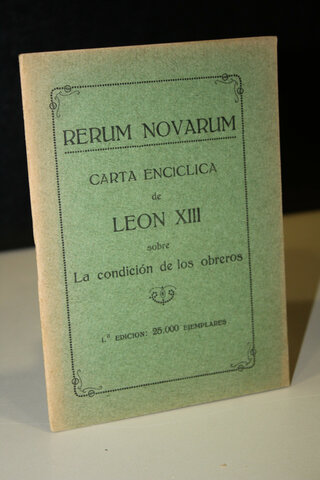 RERUM NOVARUM
CARTA ENCICLICA
de
LEON XIII
sobre
La condición de los obreros
1.ª EDICION: 25.000 EJEMPLARES